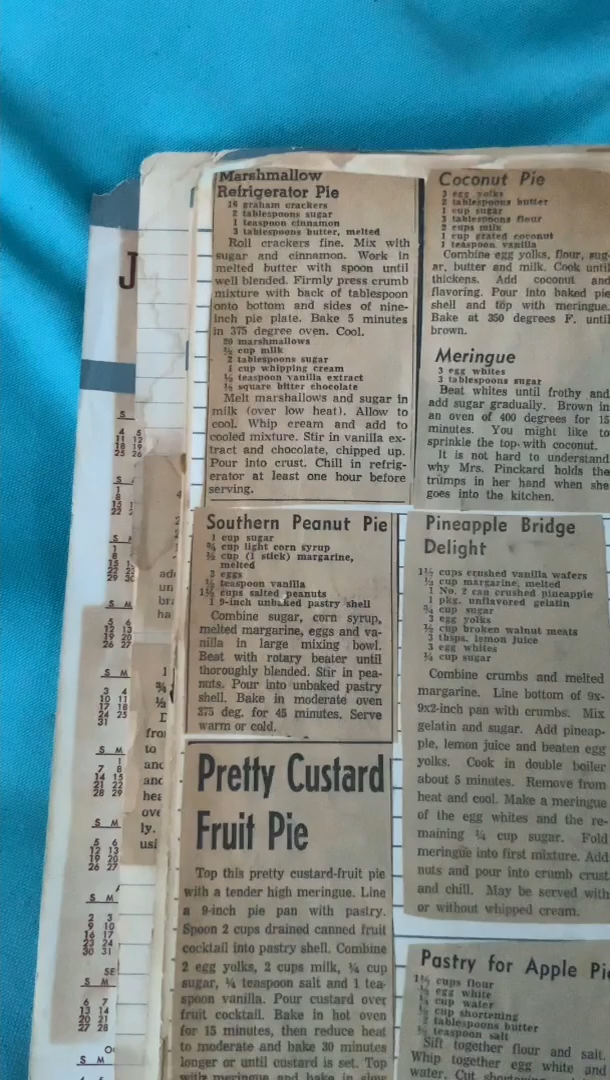 Marshmallow
Refrigerator Pie
16 graham crackers
2 tablespoons sugar
1 teaspoon cinnamon
3 tablespoons butter, melted
Roll crackers fine. Mix with
sugar and cinnamon. Work in
melted butter with spoon until
well blended. Firmly press crumb
mixture with back of tablespoon
onto bottom and sides of nine-
inch pie plate. Bake 5 minutes
in 375 degree oven. Cool.
20 marshmallows
½ cup milk
2 tablespoons sugar
1 cup whipping cream
½ teaspoon vanilla extract
½ square bitter chocolate
Melt marshmallows and sugar in
milk (over low heat). Allow to
cool. Whip cream and add to
cooled mixture. Stir in vanilla ex-
tract and chocolate, chipped up.
Pour into crust. Chill in refrig-
erator at least one hour before
serving.
Coconut Pie
3 egg yolks
2 tablespoons butter
1 cup sugar
3 tablespoons flour
2 cups milk
1 cup grated coconut
1 teaspoon vanilla
Combine egg yolks, flour, sug-
ar, butter and milk. Cook until
thickens. Add coconut and
flavoring. Pour into baked pie
shell and top with meringue.
Bake at 350 degrees F. until
brown.
Meringue
3 egg whites
3 tablespoons sugar
Beat whites until frothy and
add sugar gradually. Brown in
an oven of 400 degrees for 15
minutes. You might like to
sprinkle the top with coconut.
It is not hard to understand
why Mrs. Pinckard holds the
trumps in her hand when she
goes into the kitchen.
Southern Peanut Pie
1 cup sugar
¾ cup light corn syrup
½ cup (1 stick) margarine,
melted
3 eggs
½ teaspoon vanilla
1½ cups salted peanuts
1 9-inch unbaked pastry shell
Combine sugar, corn syrup,
melted margarine, eggs and va-
nilla in large mixing bowl.
Beat with rotary beater until
thoroughly blended. Stir in pea-
nuts. Pour into unbaked pastry
shell. Bake in moderate oven
375 deg. for 45 minutes. Serve
warm or cold.
Pineapple Bridge
Delight
1½ cups crushed vanilla wafers
½ cup margarine, melted
1 No. 2 can crushed pineapple
1 pkg. unflavored gelatin
¾ cup sugar
3 egg yolks
½ cup broken walnut meats
3 tbsps. lemon juice
3 egg whites
¼ cup sugar
Combine crumbs and melted
margarine. Line bottom of 9x-
9x2-inch pan with crumbs. Mix
gelatin and sugar. Add pineap-
ple, lemon juice and beaten egg
yolks. Cook in double boiler
about 5 minutes. Remove from
heat and cool. Make a meringue
of the egg whites and the re-
maining ¼ cup sugar. Fold
meringue into first mixture. Add
nuts and pour into crumb crust
and chill. May be served with
or without whipped cream.
Pretty Custard
Fruit Pie
Top this pretty custard-fruit pie
with a tender high meringue. Line
a 9-inch pie pan with pastry.
Spoon 2 cups drained canned fruit
cocktail into pastry shell. Combine
2 egg yolks, 2 cups milk, ¼ cup
sugar, ¼ teaspoon salt and 1 tea-
spoon vanilla. Pour custard over
fruit cocktail. Bake in hot oven
for 15 minutes, then reduce heat
to moderate and bake 30 minutes
longer or until custard is set. Top
with meringue and bake in slow
Pastry for Apple Pie
1½ cups flour
egg white
cup water
cup shortening
2 tablespoons butter
teaspoon salt
Sift together flour and salt.
Whip together egg white and
water. Cut